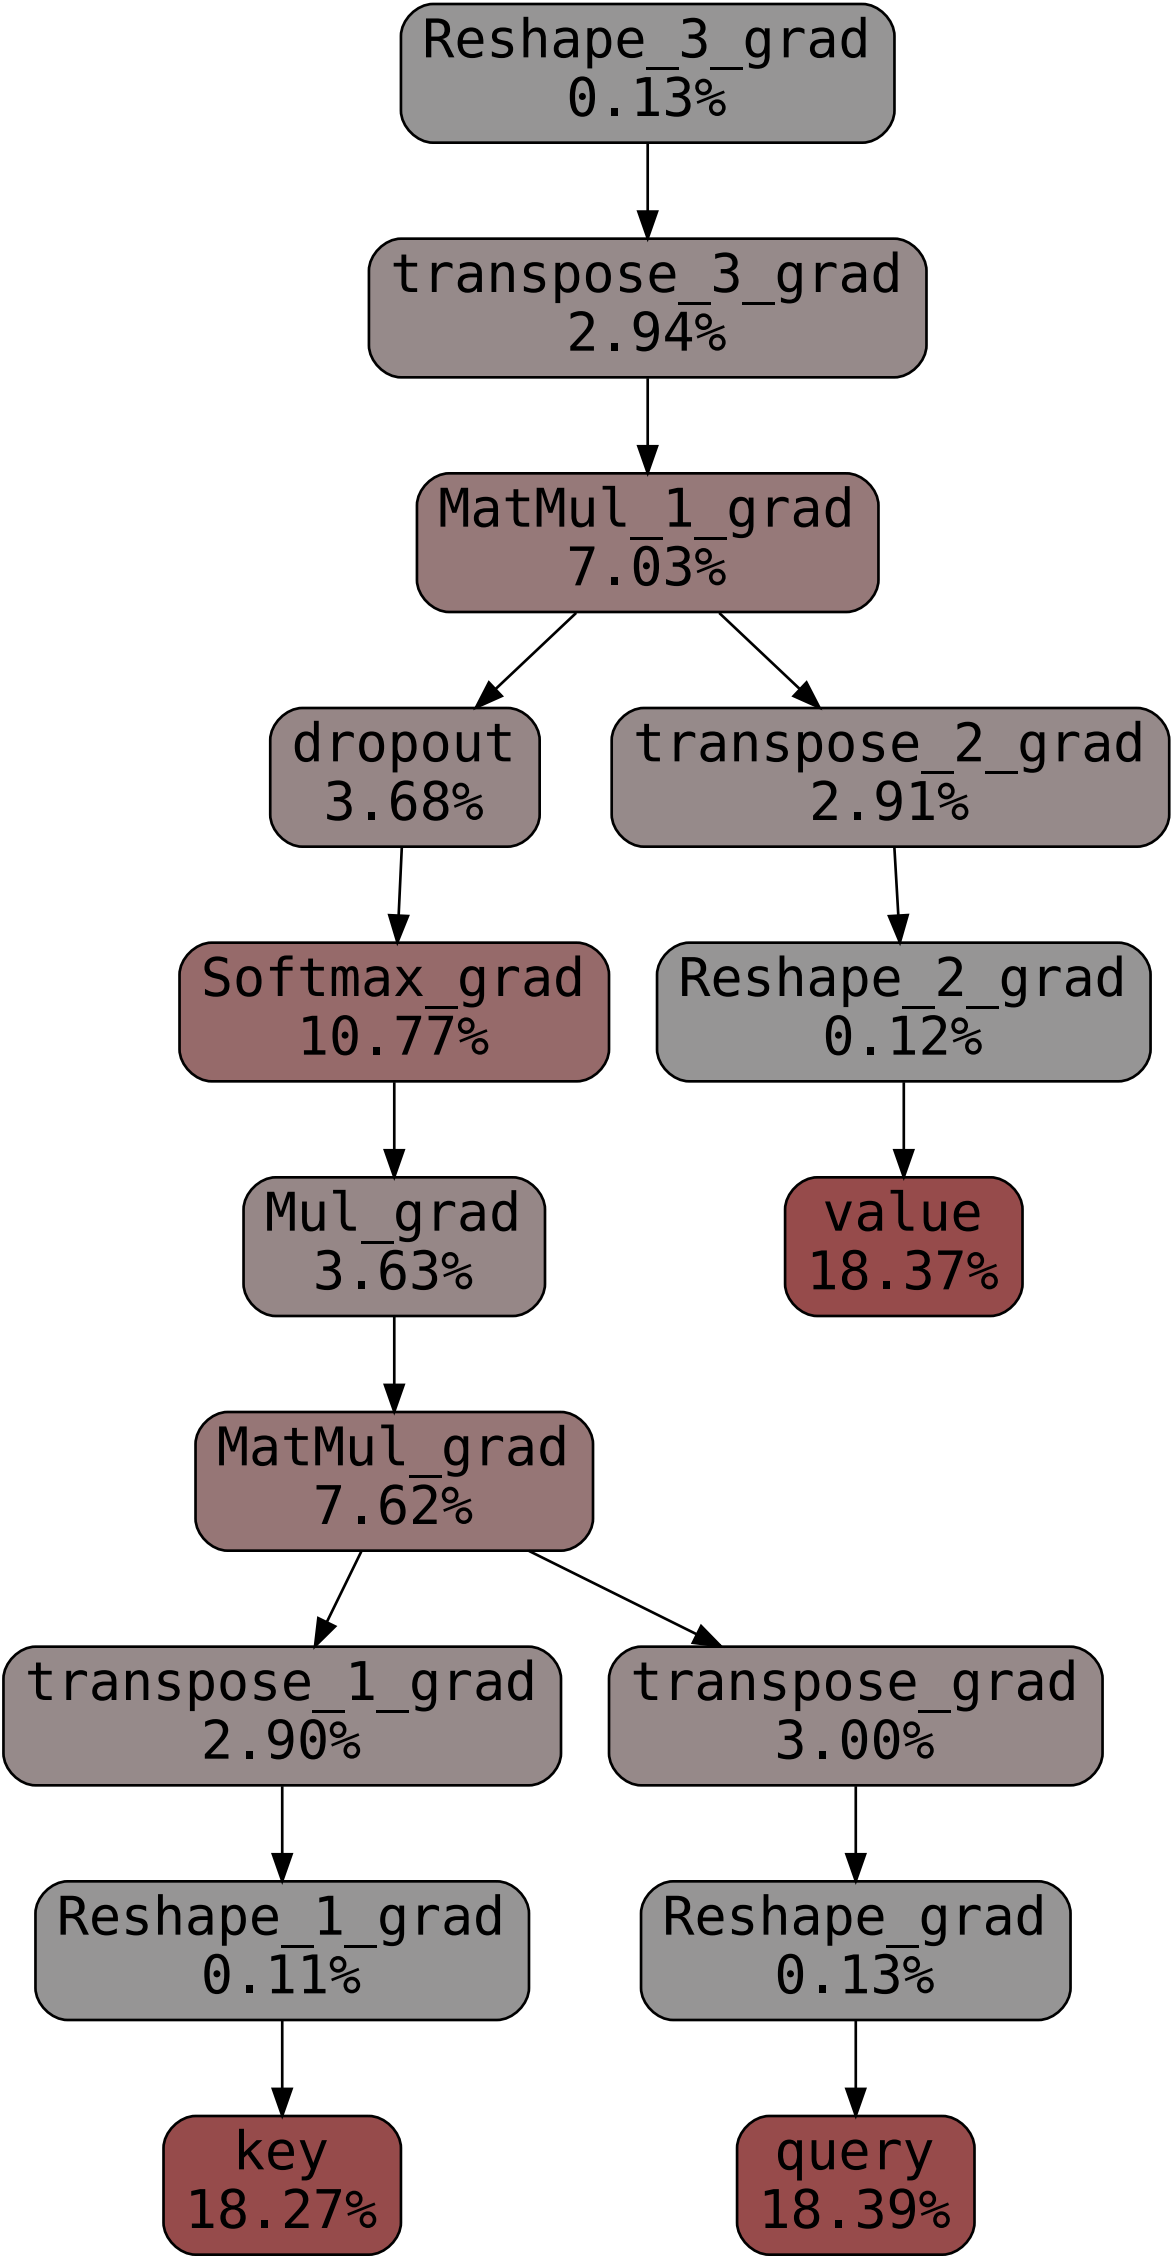 Reshape_3_grad
0.13%
transpose_3_grad
2.94%
MatMul_1_grad
7.03%
dropout
3.68%
transpose_2_grad
2.91%
Softmax_grad
10.77%
Reshape_2_grad
0.12%
Mul_grad
3.63%
value
18.37%
MatMul_grad
7.62%
transpose_1_grad
2.90%
transpose_grad
3.00%
Reshape_1_grad
0.11%
Reshape_grad
0.13%
key
18.27%
query
18.39%